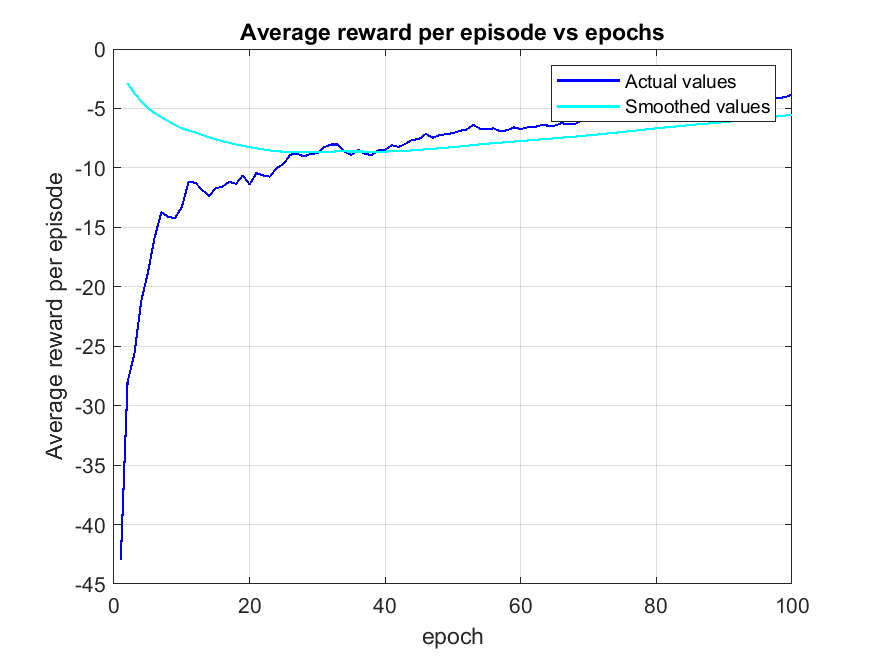 Average reward per episode vs epochs
Actual values
Smoothed values
Average reward per episode
0
-5
-10
-15
-20
-25
-30
-35
-40
-45
0 20 40 60 80 100
epoch